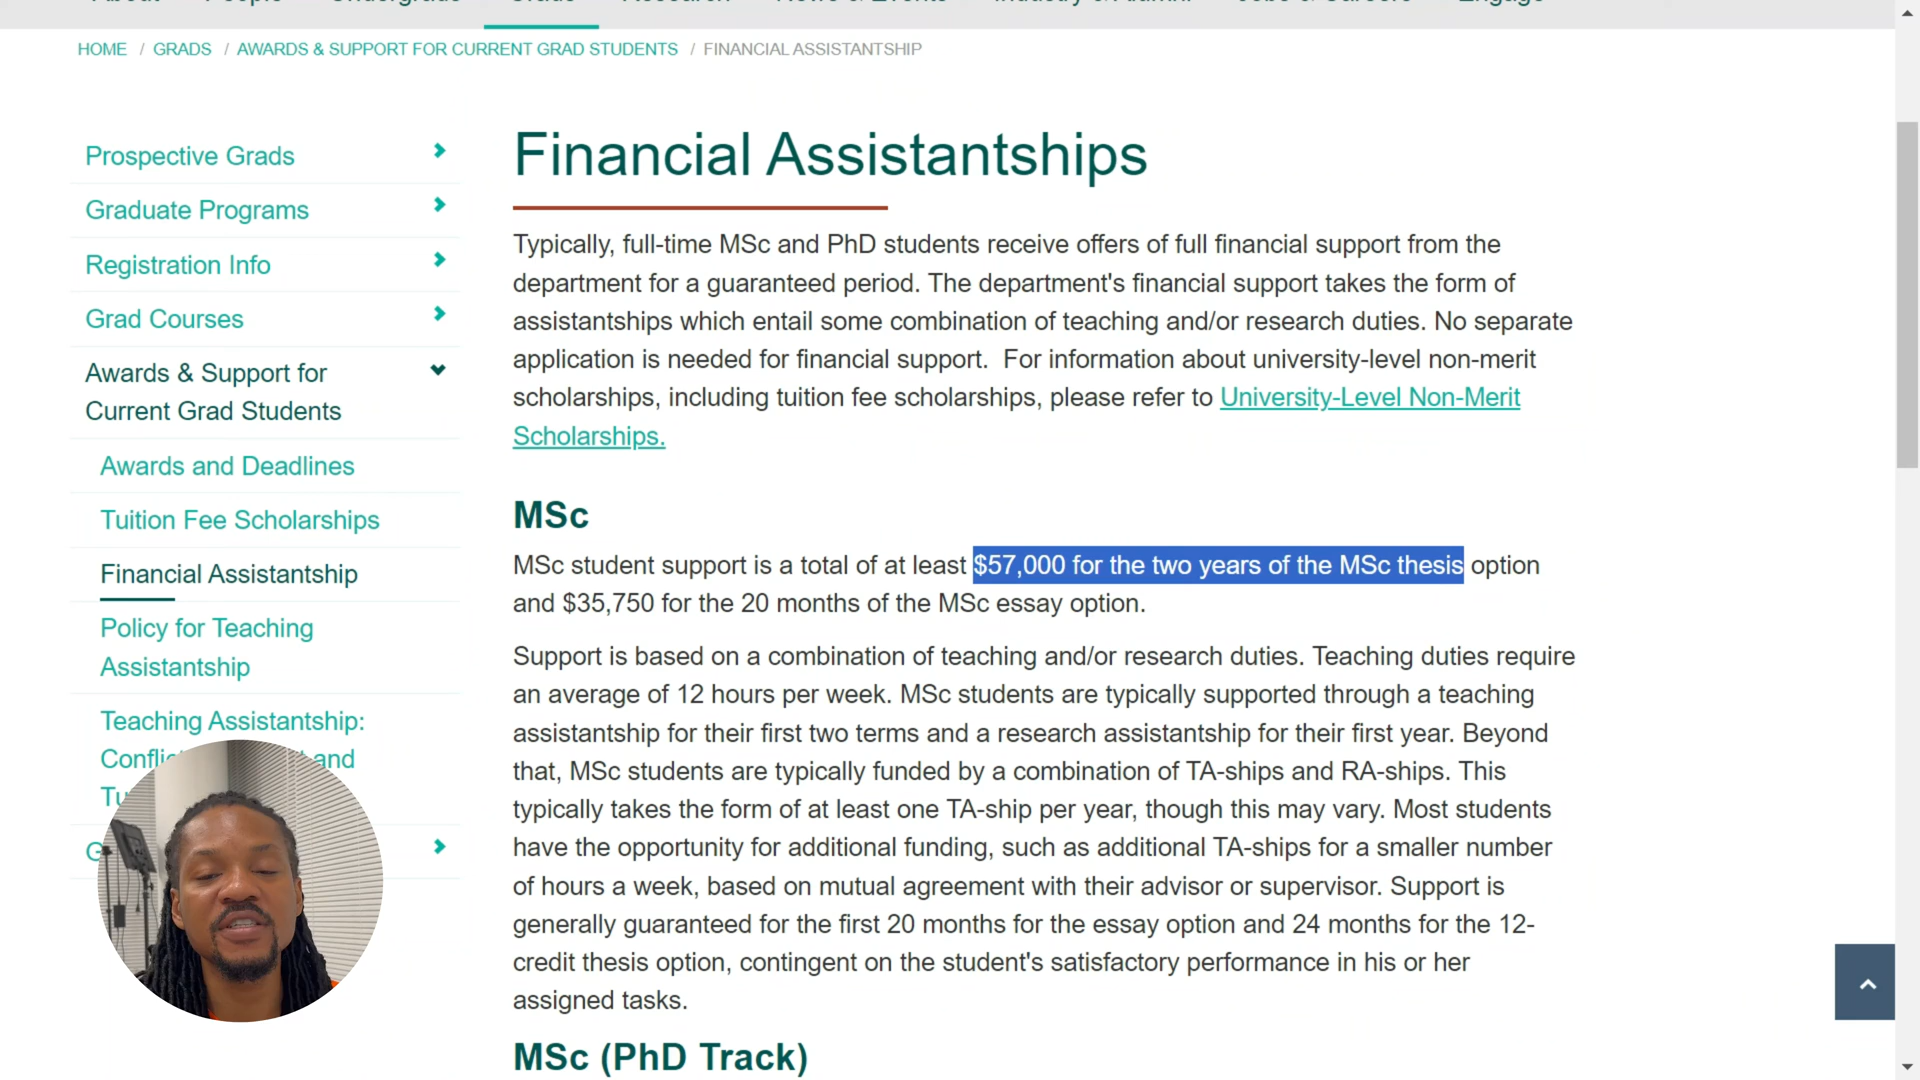 HOME / GRADS / AWARDS & SUPPORT FOR CURRENT GRAD STUDENTS / FINANCIAL ASSISTANTSHIP
Prospective Grads
Graduate Programs
Registration Info
Grad Courses
Awards & Support for
Current Grad Students
Awards and Deadlines
Tuition Fee Scholarships
Financial Assistantship
Policy for Teaching
Assistantship
Teaching Assistantship:
and
Financial Assistantships
Typically, full-time MSc and PhD students receive offers of full financial support from the
department for a guaranteed period. The department's financial support takes the form of
assistantships which entail some combination of teaching and/or research duties. No separate
application is needed for financial support. For information about university-level non-merit
scholarships, including tuition fee scholarships, please refer to University-Level Non-Merit
Scholarships.
MSc
MSc student support is a total of at least $57,000 for the two years of the MSc thesis option
and $35,750 for the 20 months of the MSc essay option.
Support is based on a combination of teaching and/or research duties. Teaching duties require
an average of 12 hours per week. MSc students are typically supported through a teaching
assistantship for their first two terms and a research assistantship for their first year. Beyond
that, MSc students are typically funded by a combination of TA-ships and RA-ships. This
typically takes the form of at least one TA-ship per year, though this may vary. Most students
have the opportunity for additional funding, such as additional TA-ships for a smaller number
of hours a week, based on mutual agreement with their advisor or supervisor. Support is
generally guaranteed for the first 20 months for the essay option and 24 months for the 12-
credit thesis option, contingent on the student's satisfactory performance in his or her
assigned tasks.
MSc (PhD Track)